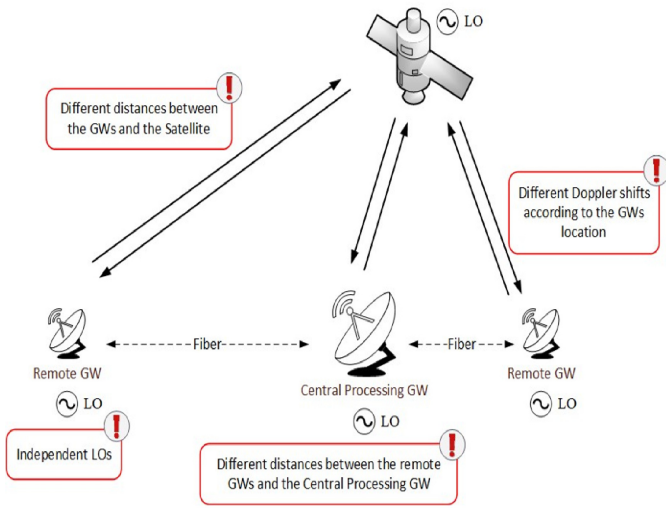 LO
Different distances between
the GWs and the Satellite
Different Doppler shifts
according to the GWs
location
Fiber
Fiber
Remote GW
Central Processing GW
Remote GW
LO
LO
LO
Independent LOs
Different distances between the remote
GWs and the Central Processing GW